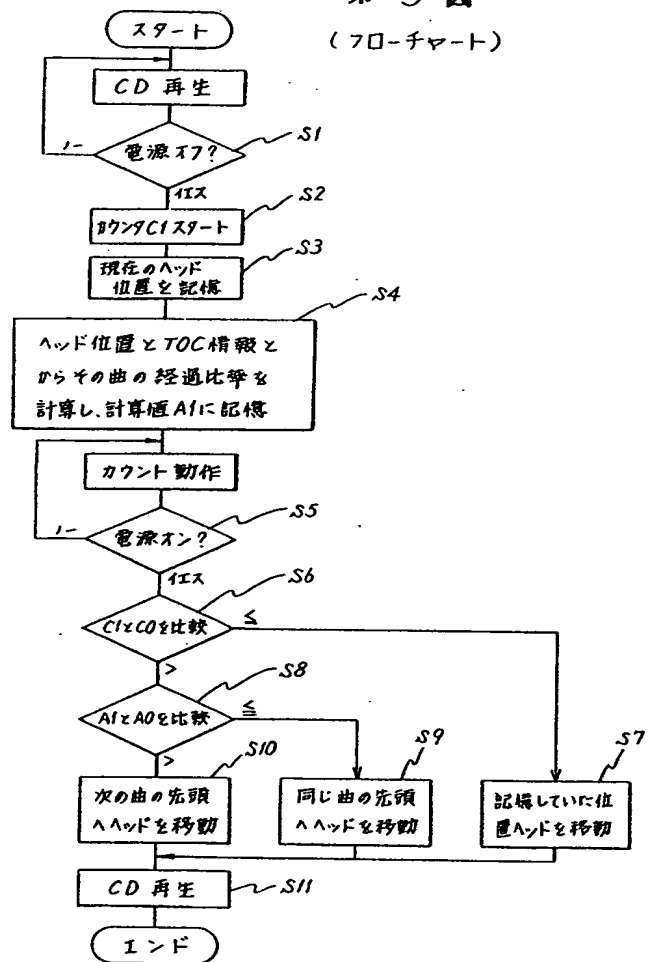 第 3 図
(フローチャート)
スタート
CD 再生
電源オフ?
S1
ノー
イエス
カウンタC1スタート
S2
現在のヘッド
位置を記憶
S3
ヘッド位置とTOC情報と
からその曲の経過比率を
計算し、計算値A1に記憶
S4
カウント動作
電源オン?
S5
ノー
イエス
C1とC0を比較
S6
≦
>
A1とA0を比較
S8
≦
>
次の曲の先頭
へヘッドを移動
S10
同じ曲の先頭
へヘッドを移動
S9
記憶していた位
置ヘッドを移動
S7
CD 再生
S11
エンド